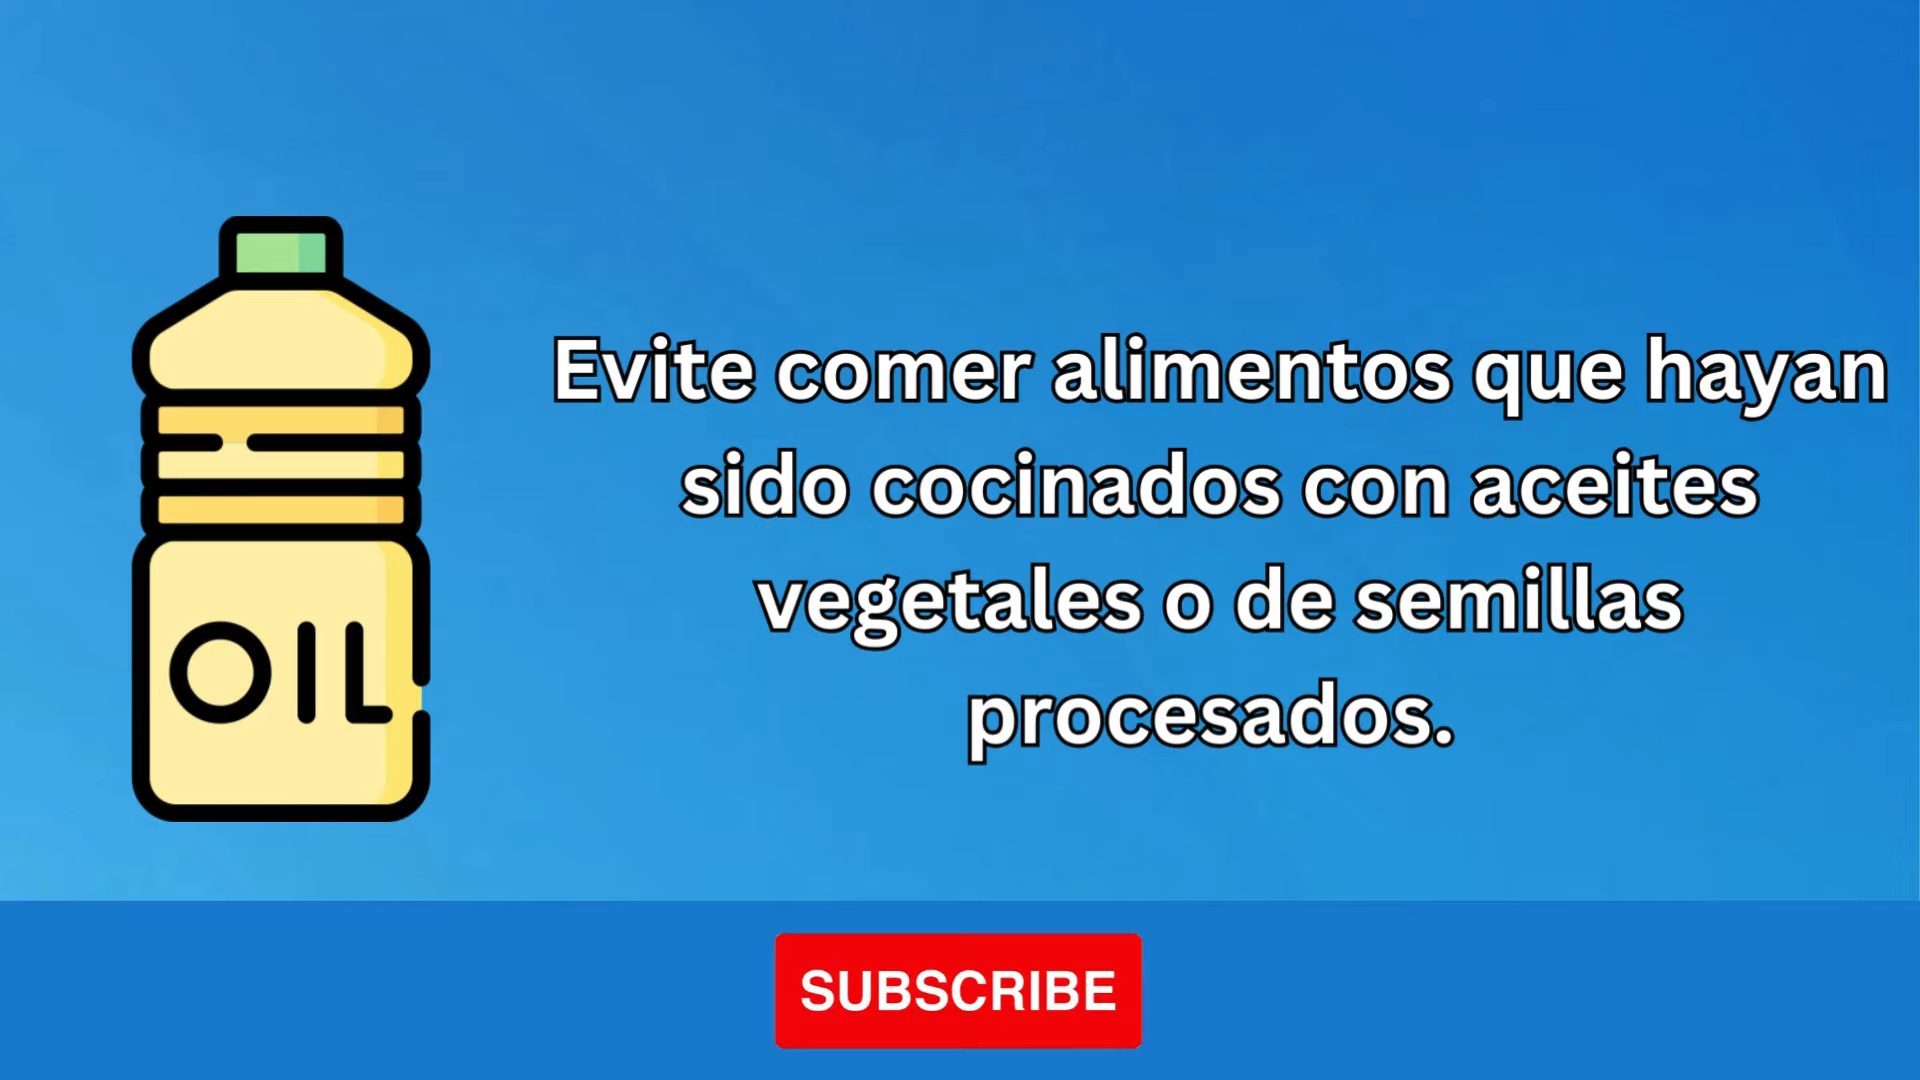 Evite comer alimentos que hayan
sido cocinados con aceites
vegetales o de semillas
procesados.
OIL
SUBSCRIBE